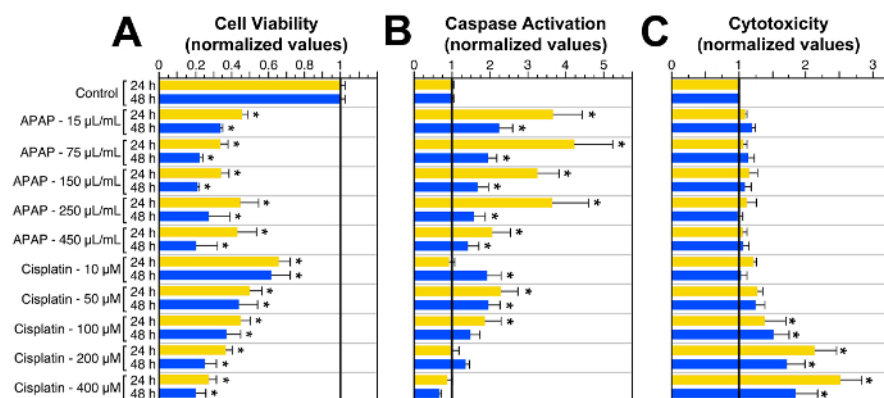 A
Cell Viability
(normalized values)
0 0.2 0.4 0.6 0.8 1
B
Caspase Activation
(normalized values)
0 1 2 3 4 5
C
Cytotoxicity
(normalized values)
0 1 2 3
Control
24 h
48 h
APAP - 15 µL/mL
24 h *
48 h *
* *
APAP - 75 µL/mL
24 h *
48 h *
* *
APAP - 150 µL/mL
24 h *
48 h *
* *
APAP - 250 µL/mL
24 h *
48 h *
* *
APAP - 450 µL/mL
24 h *
48 h *
* *
Cisplatin - 10 µM
24 h *
48 h *
*
Cisplatin - 50 µM
24 h *
48 h *
* *
Cisplatin - 100 µM
24 h * * *
48 h * *
Cisplatin - 200 µM
24 h * *
48 h * *
Cisplatin - 400 µM
24 h * *
48 h * *